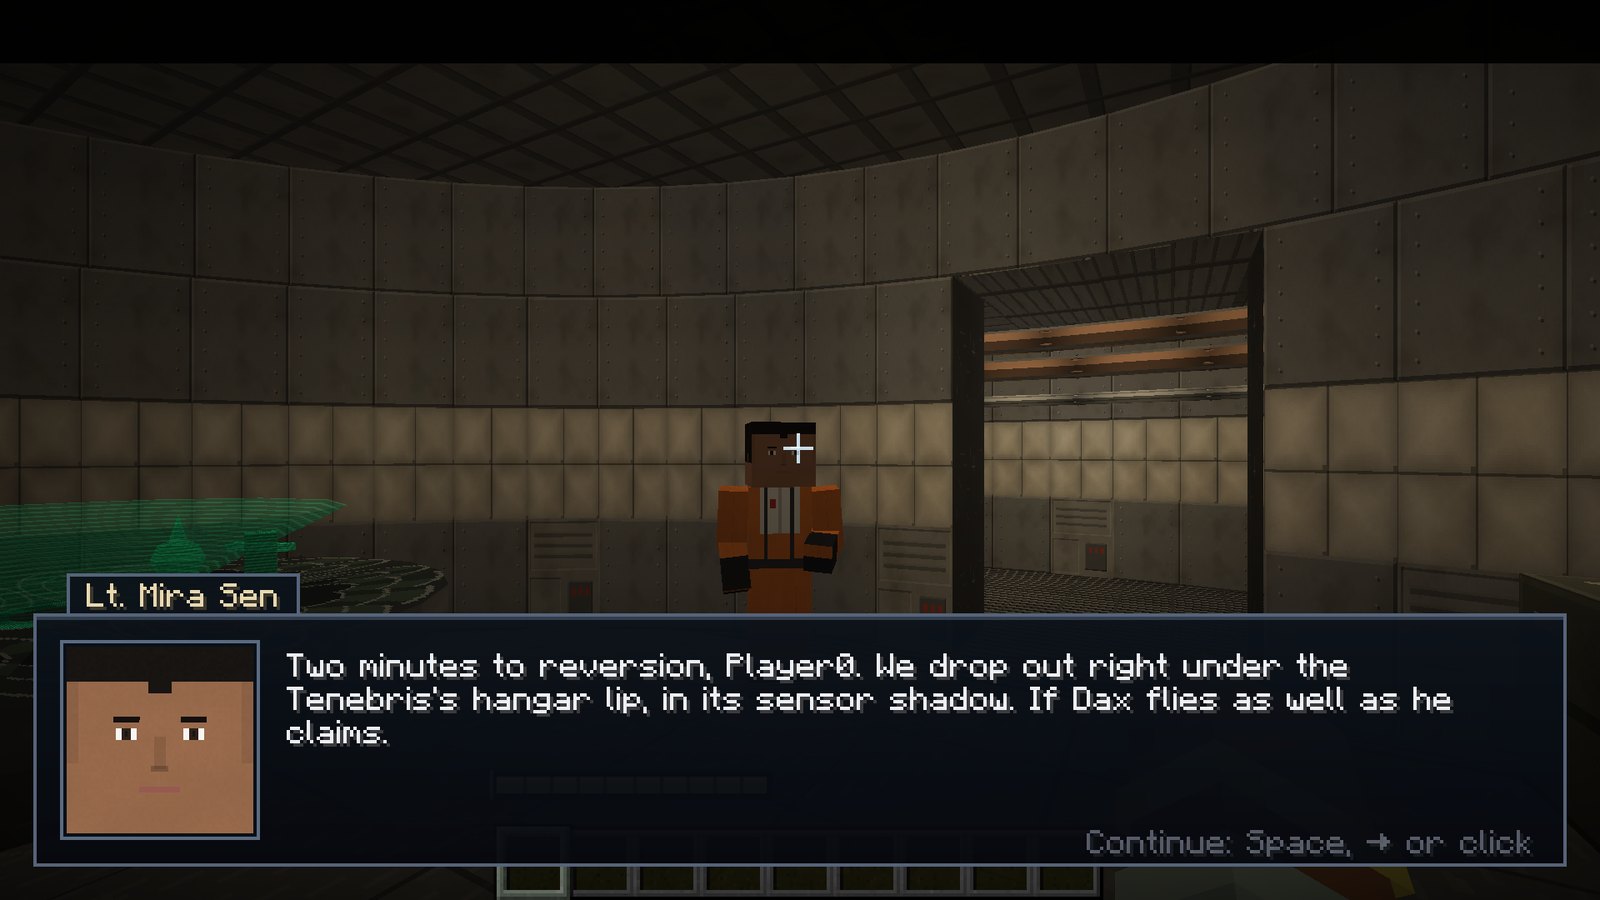 Lt. Mira Sen
Two minutes to reversion, Player0. We drop out right under the
Tenebris's hangar lip, in its sensor shadow. If Dax flies as well as he
claims.
Continue: Space, → or click